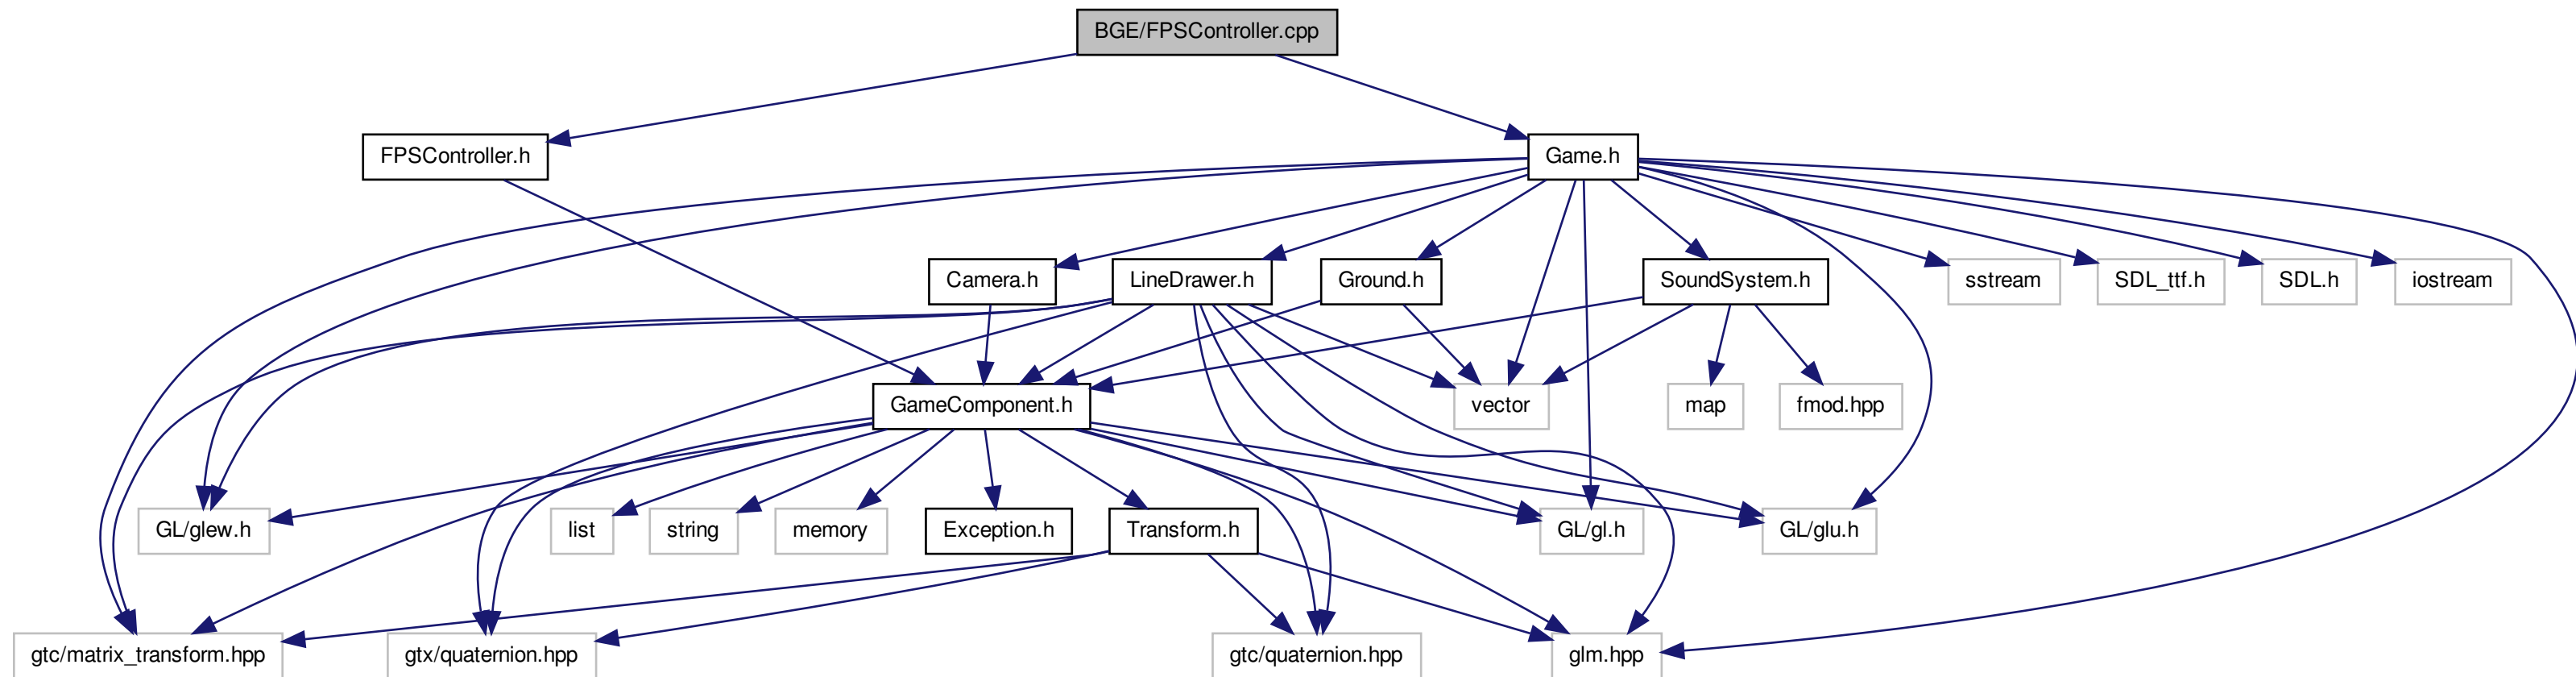 BGE/FPSController.cpp
FPSController.h
Game.h
Camera.h
LineDrawer.h
Ground.h
SoundSystem.h
sstream
SDL_ttf.h
SDL.h
iostream
GameComponent.h
vector
map
fmod.hpp
GL/glew.h
list
string
memory
Exception.h
Transform.h
GL/gl.h
GL/glu.h
gtc/matrix_transform.hpp
gtx/quaternion.hpp
gtc/quaternion.hpp
glm.hpp